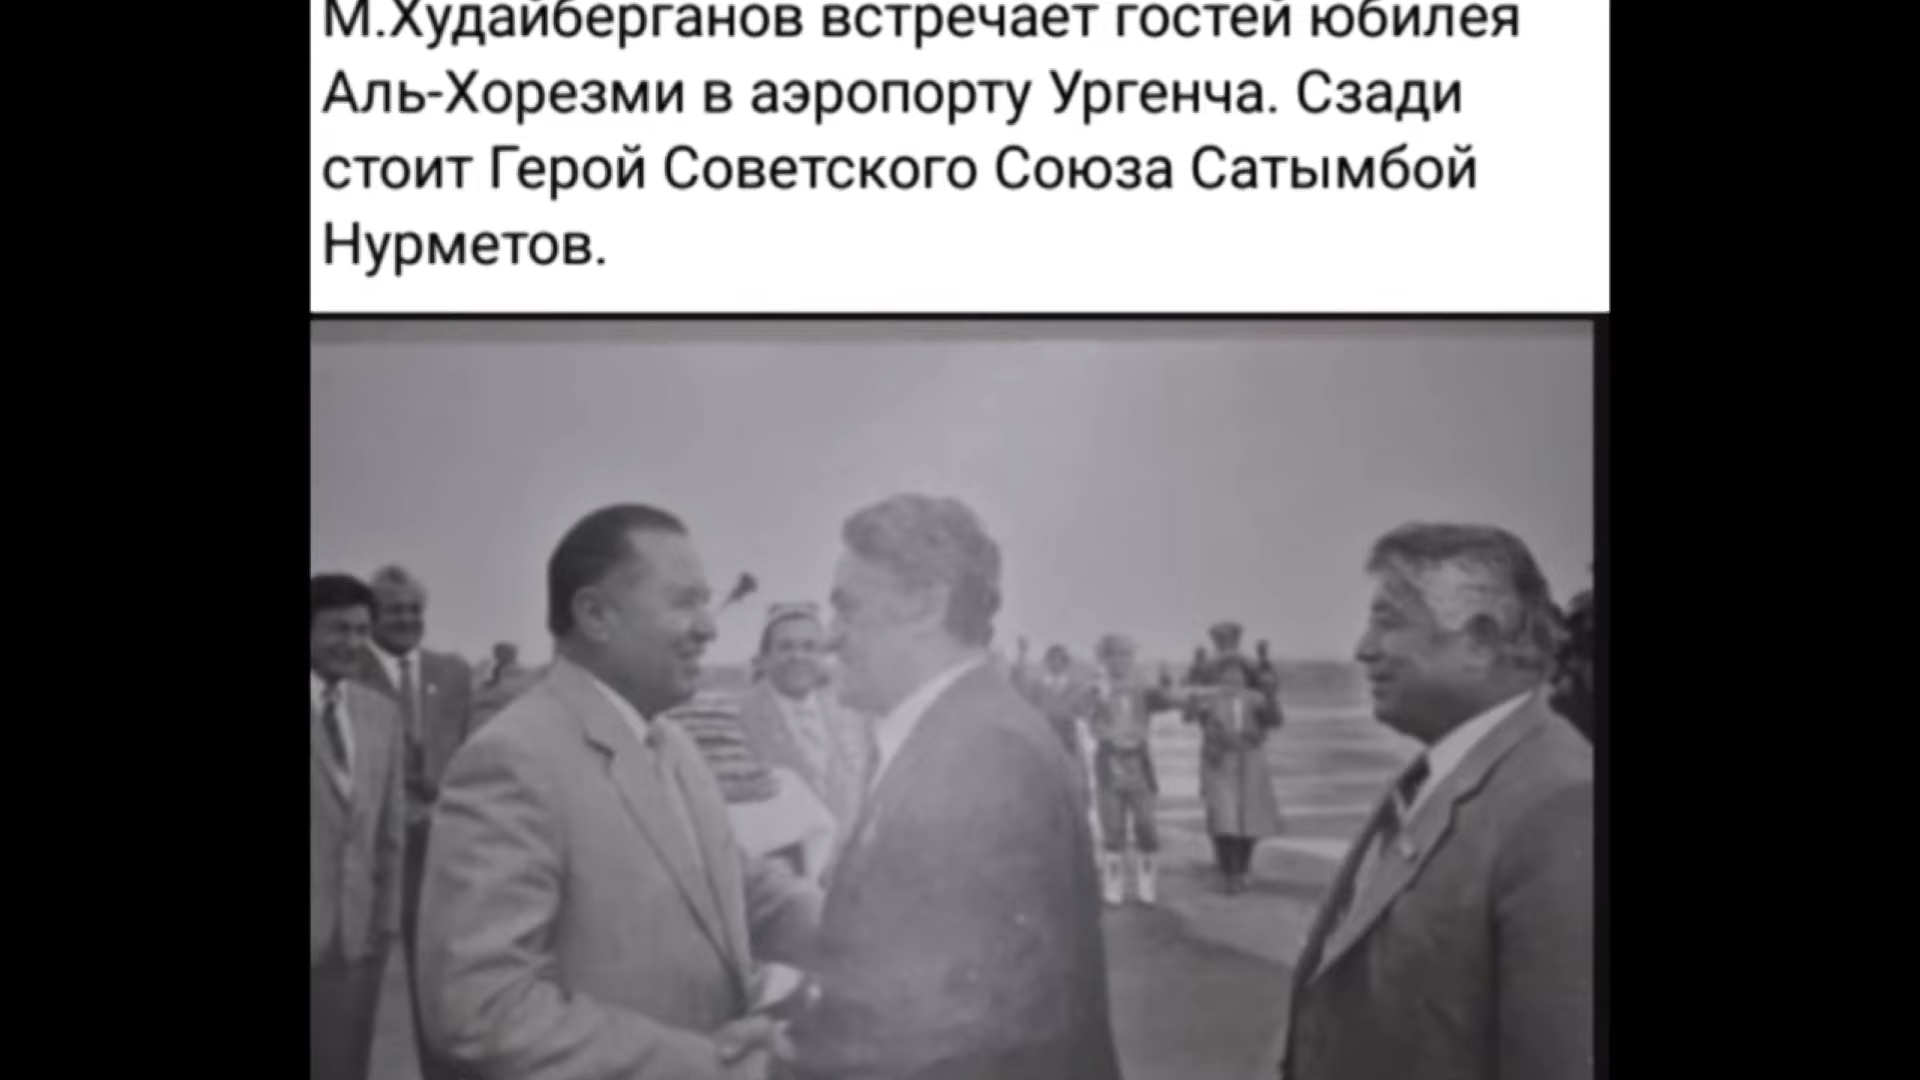 М.Худайберганов встречает гостей юбилея
Аль-Хорезми в аэропорту Ургенча. Сзади
стоит Герой Советского Союза Сатымбой
Нурметов.